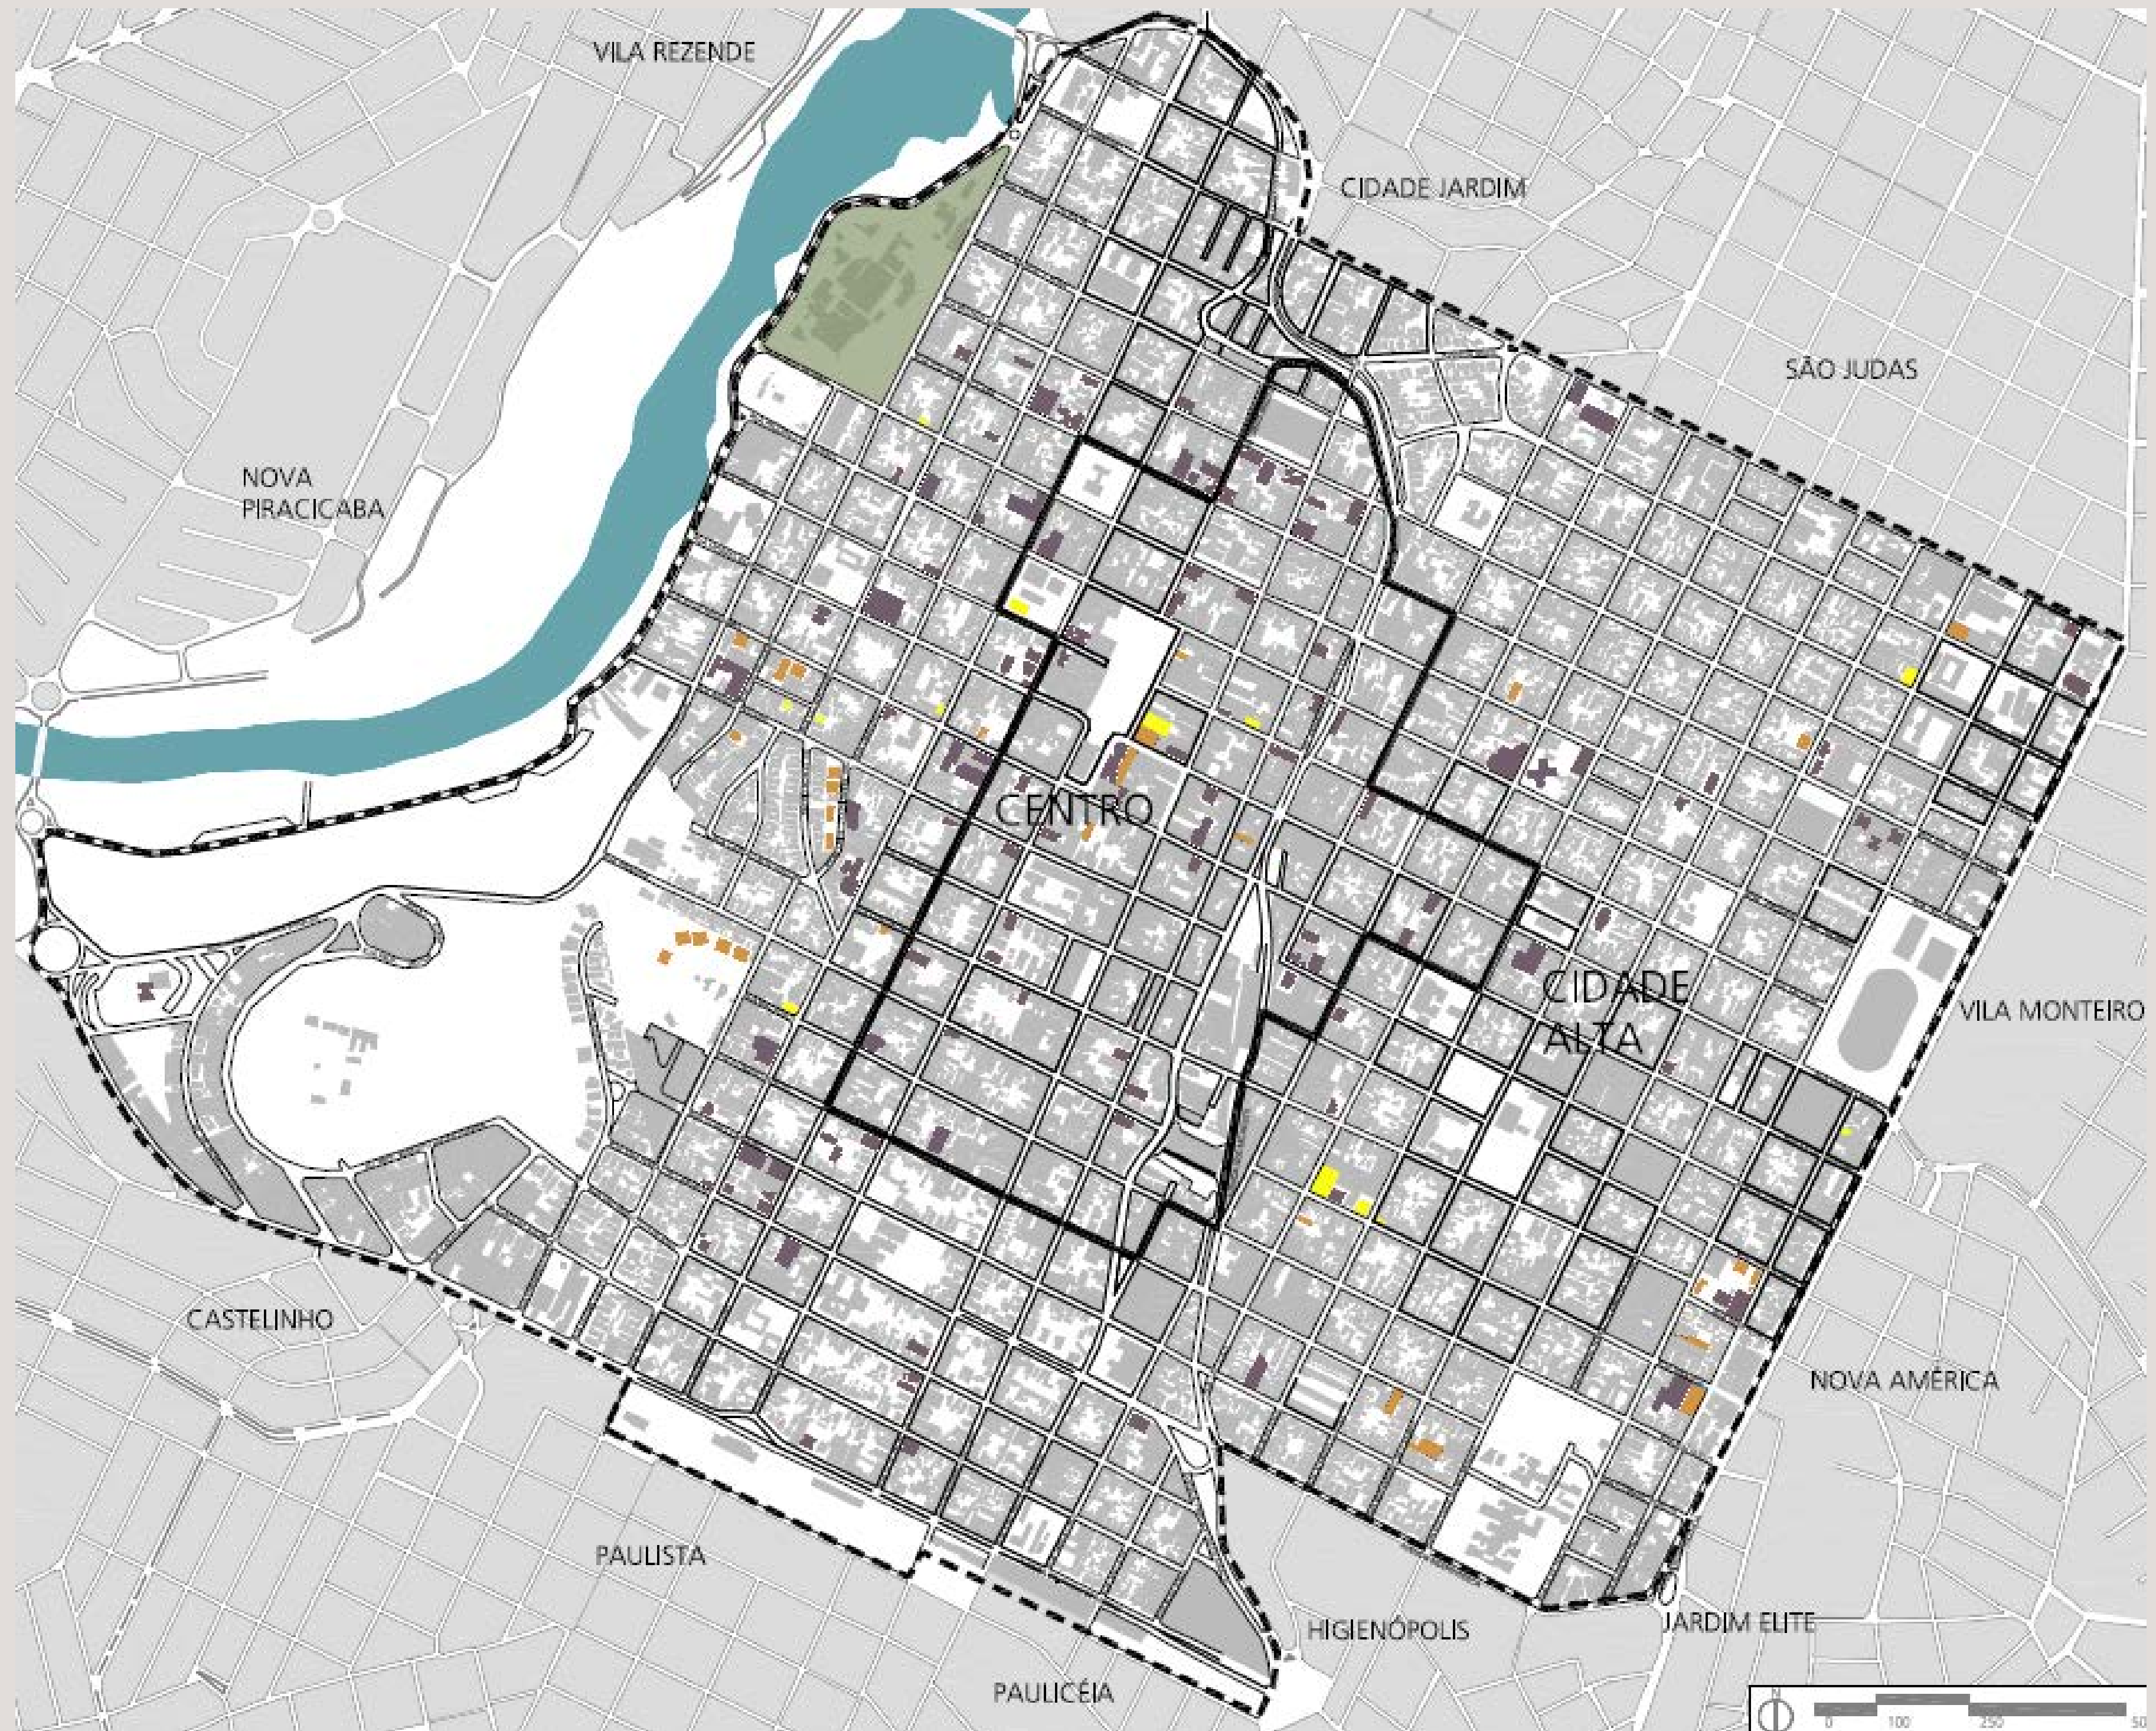 VILA REZENDE
CIDADE JARDIM
SÃO JUDAS
NOVA
PIRACICABA
CENTRO
CIDADE
ALTA
VILA MONTEIRO
CASTELINHO
NOVA AMÉRICA
PAULISTA
HIGIENÓPOLIS
JARDIM ELITE
PAULICÉIA
N
0 100 250 50